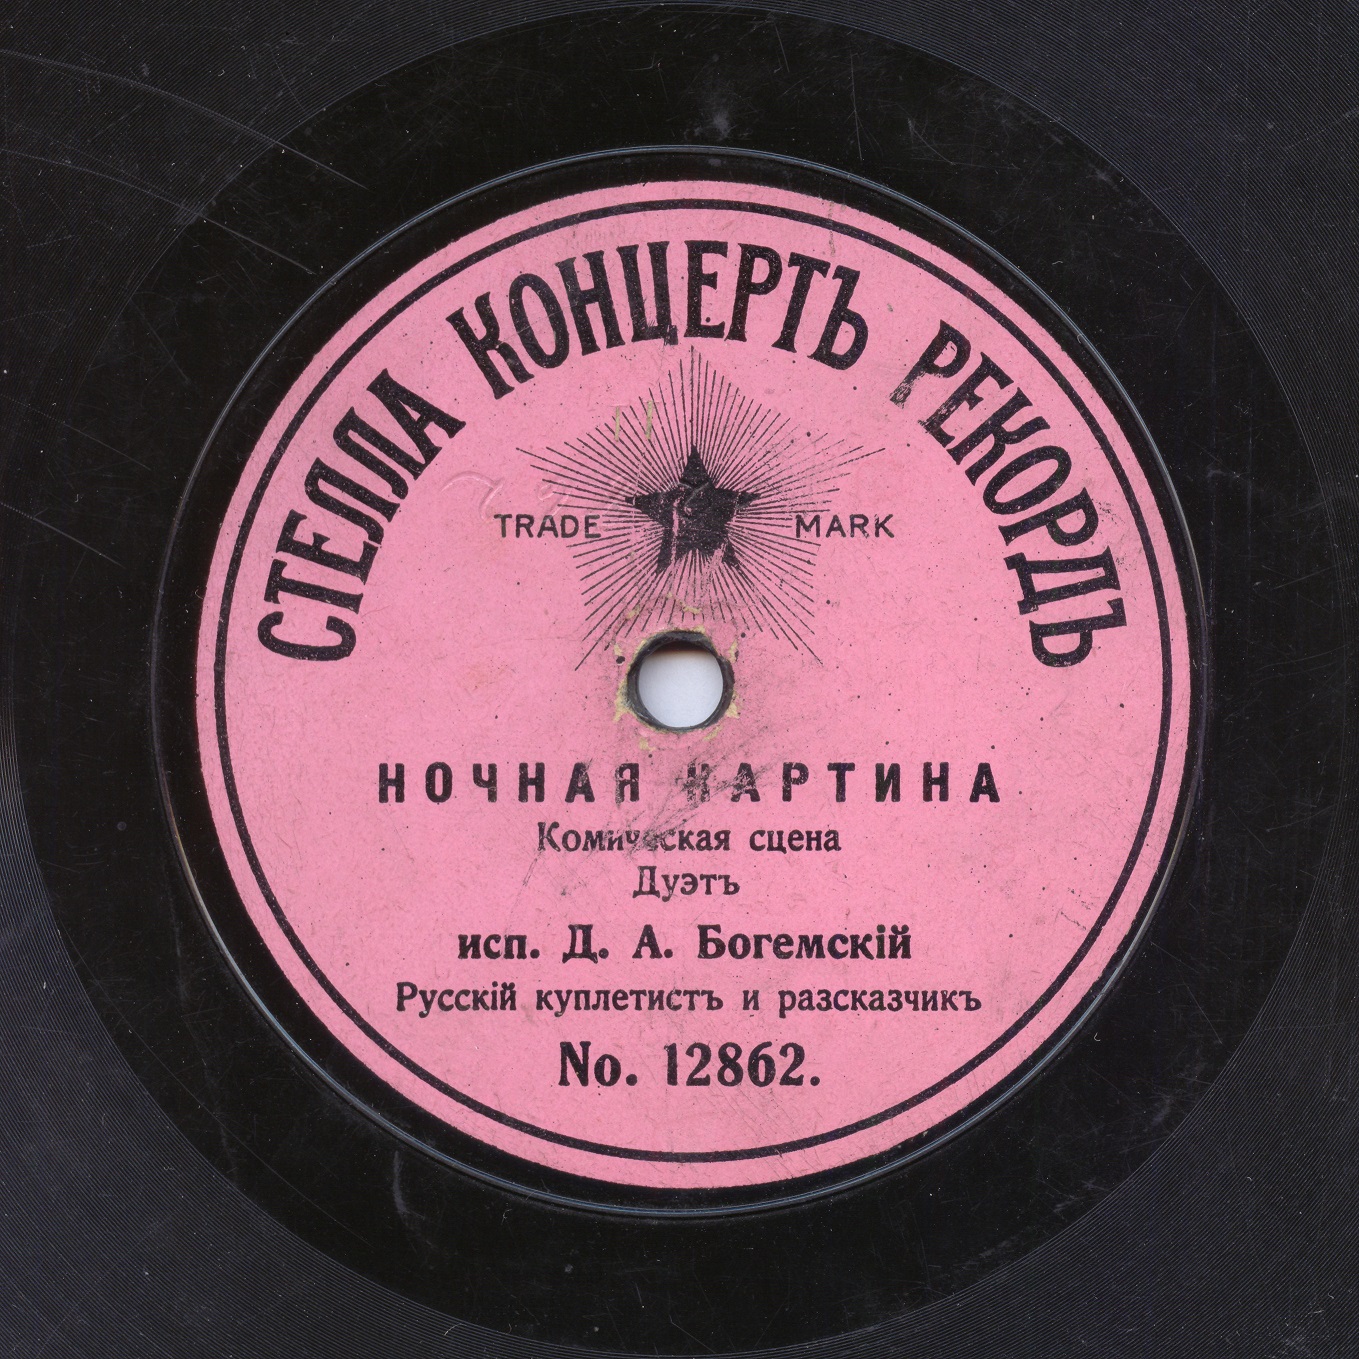 СТЕЛЛА КОНЦЕРТЪ РЕКОРДЪ
TRADE MARK
НОЧНАЯ КАРТИНА
Комическая сцена
Дуэтъ
исп. Д. А. Богемскій
Русскій куплетистъ и разсказчикъ
No. 12862.